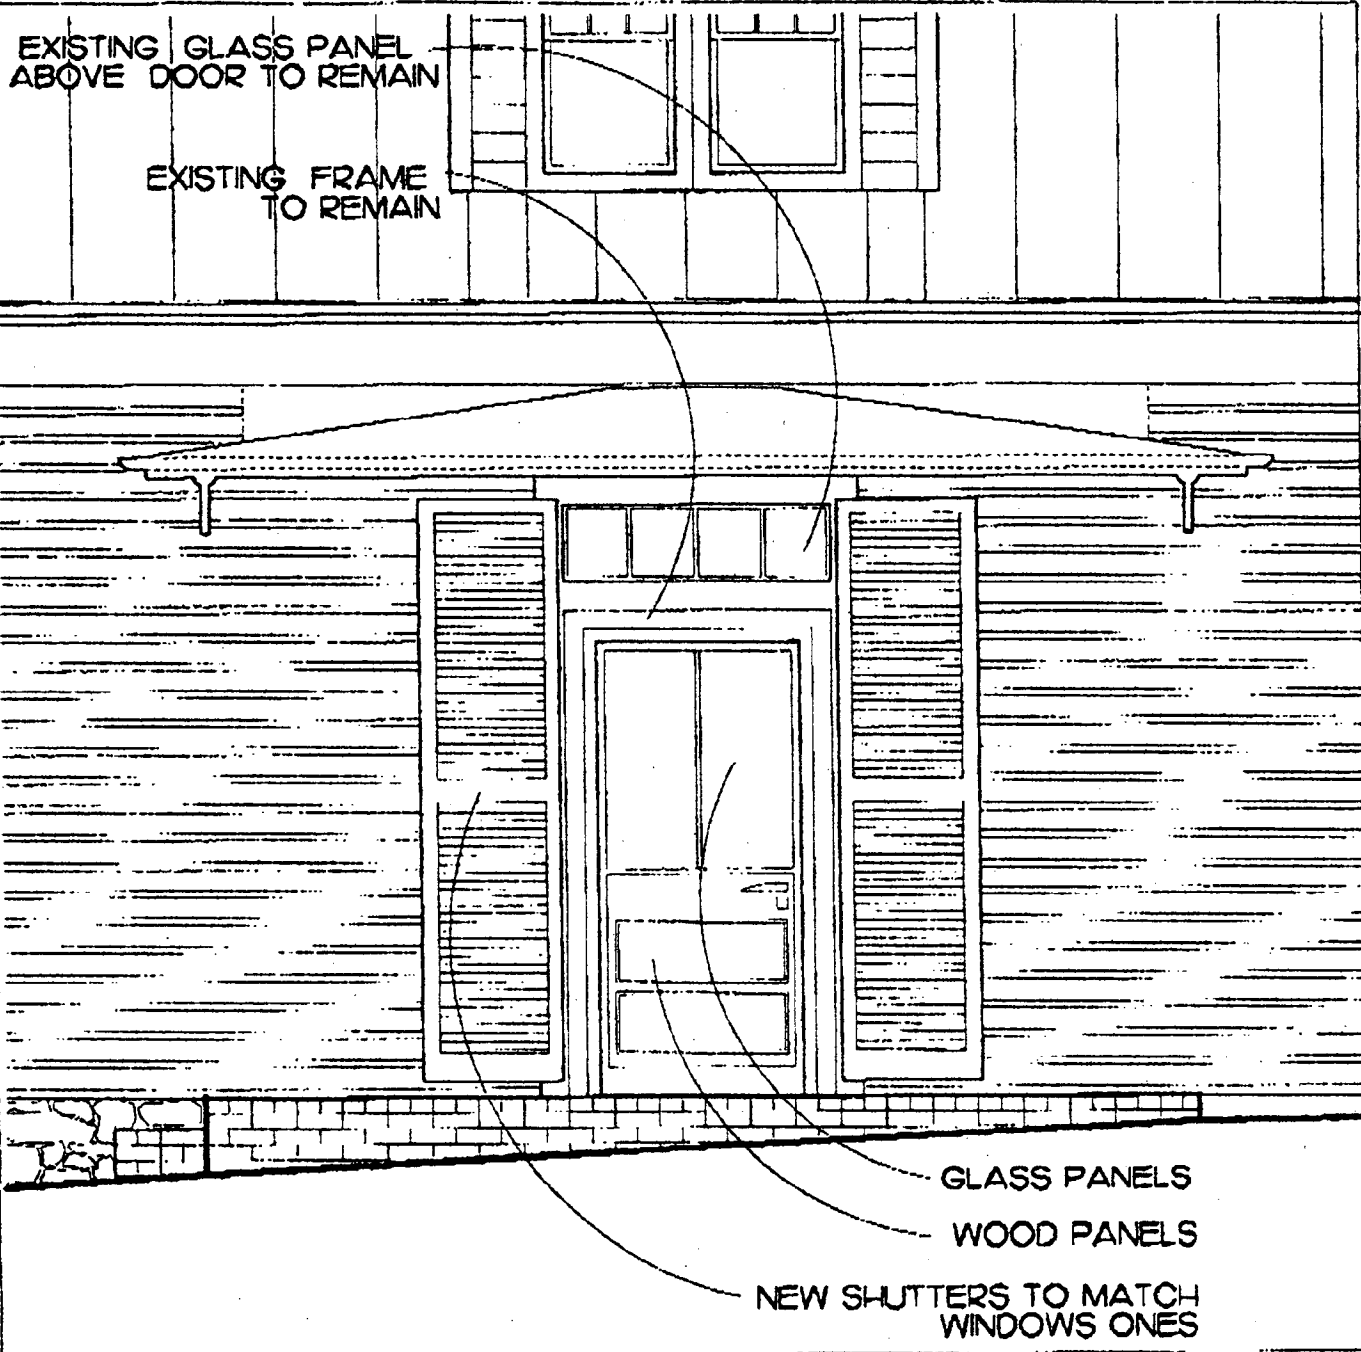 EXISTING GLASS PANEL
ABOVE DOOR TO REMAIN
EXISTING FRAME
TO REMAIN
GLASS PANELS
WOOD PANELS
NEW SHUTTERS TO MATCH
WINDOWS ONES